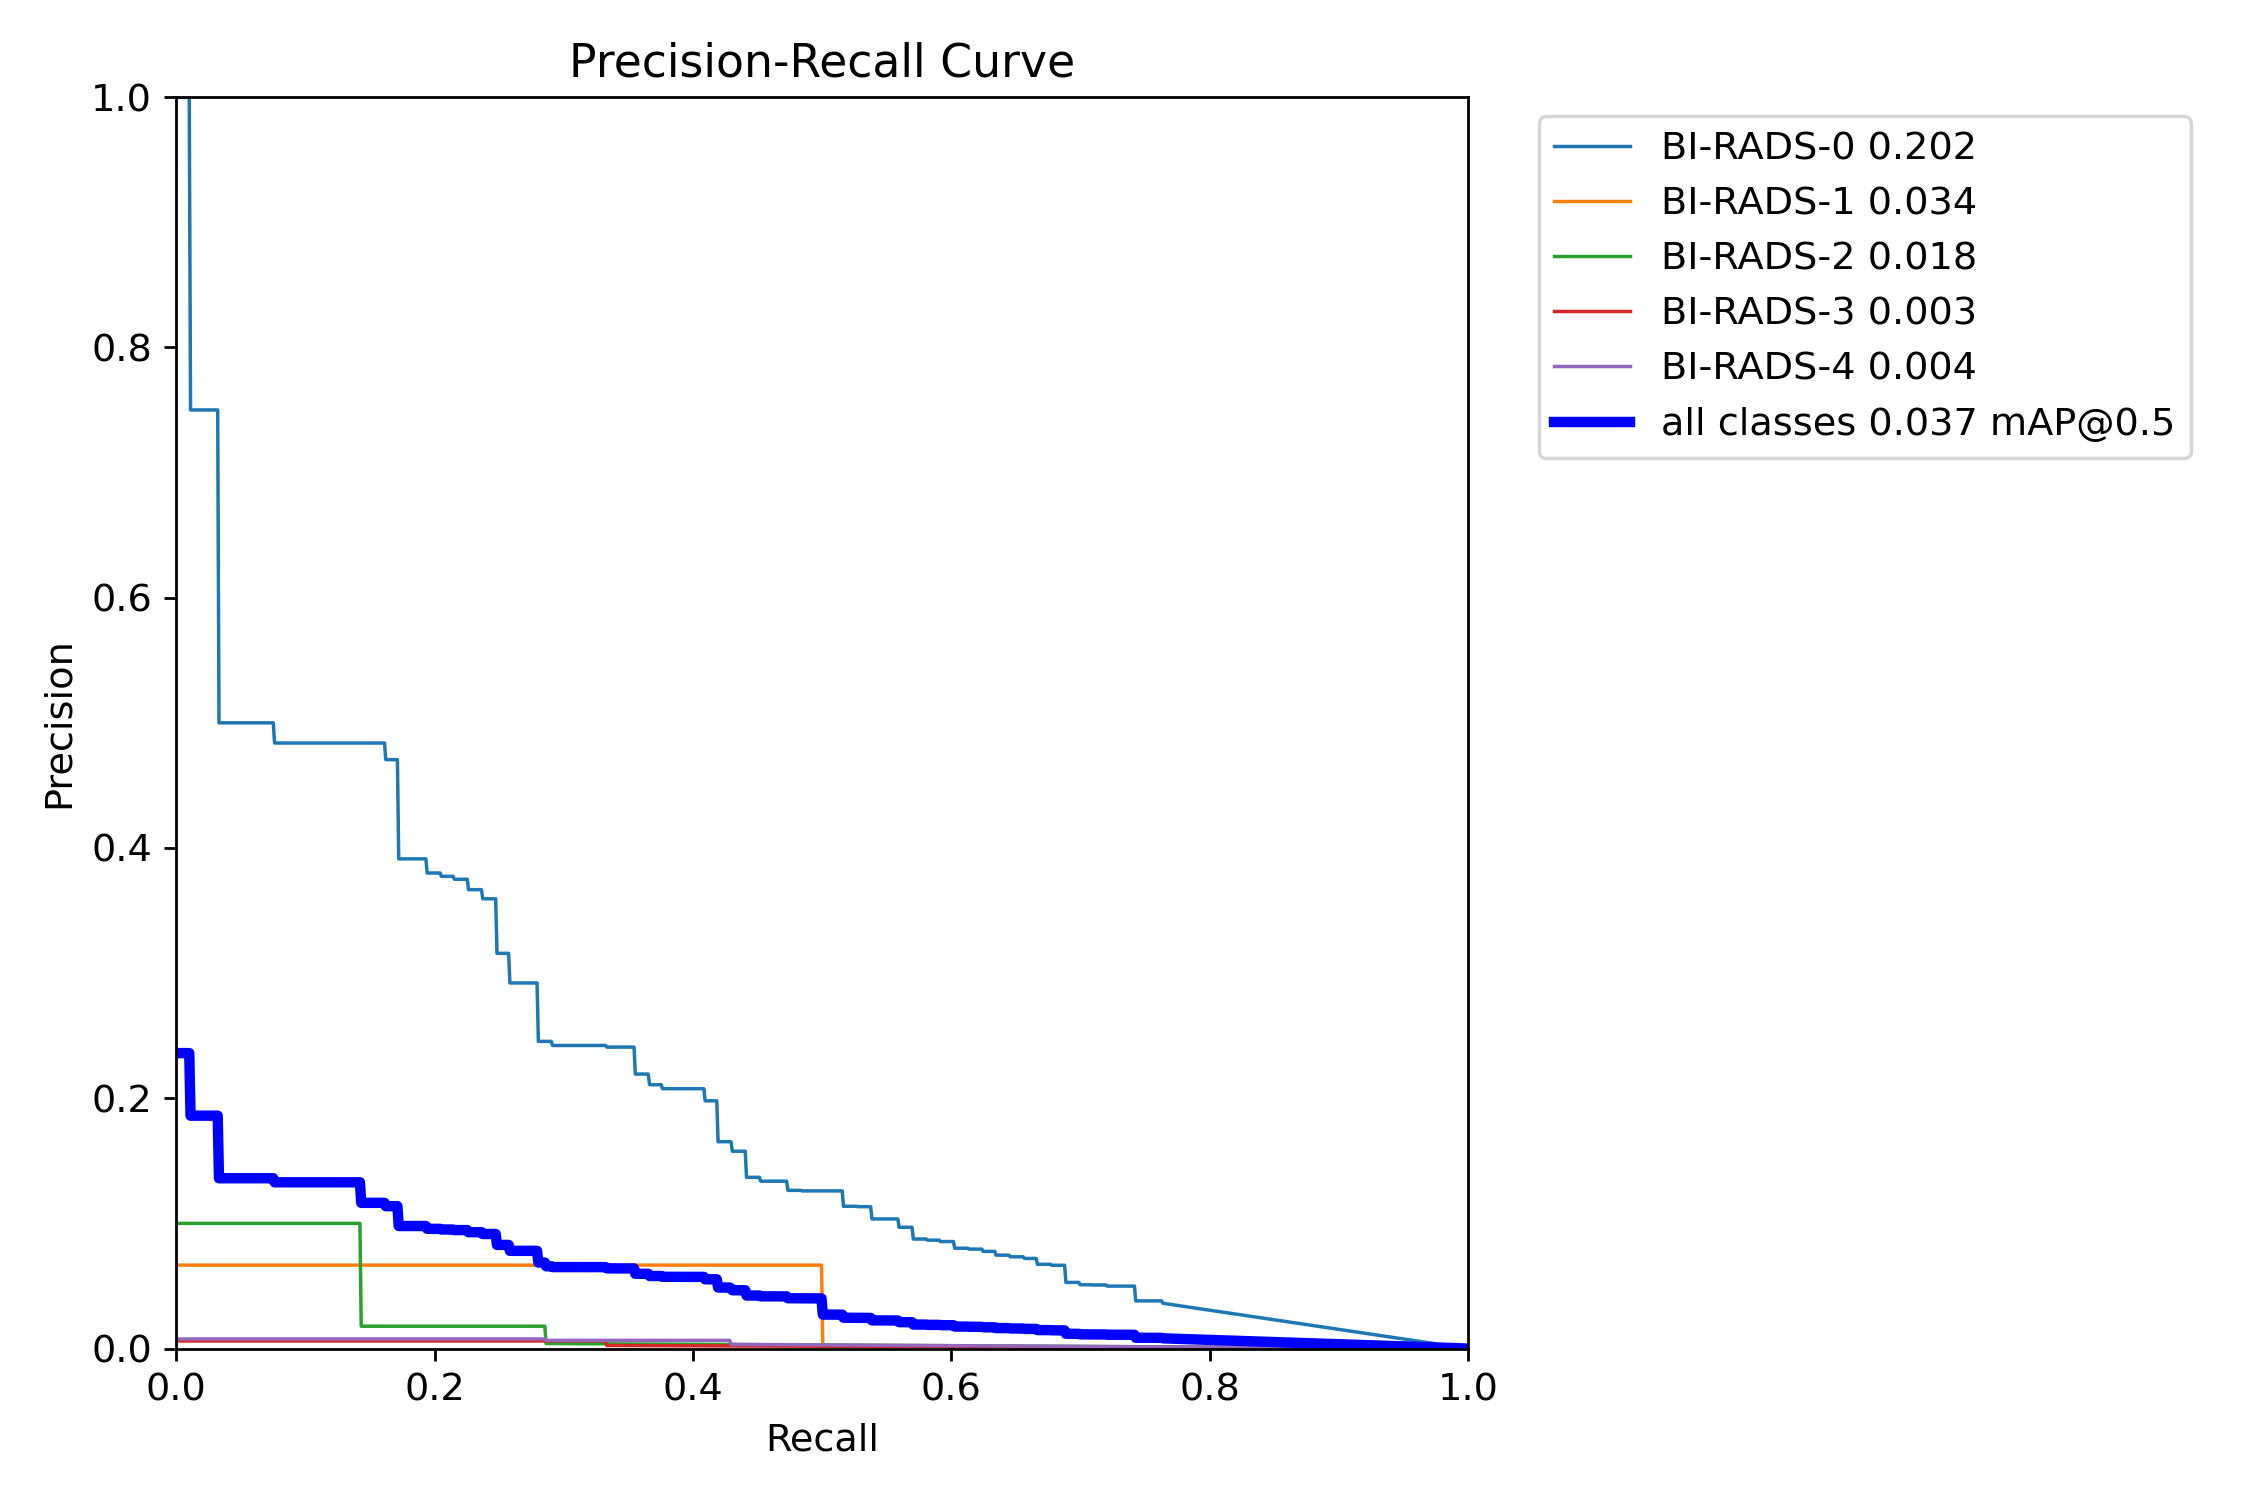 Precision-Recall Curve
1.0
0.8
0.6
0.4
0.2
0.0
Precision
0.0 0.2 0.4 0.6 0.8 1.0
Recall
BI-RADS-0 0.202
BI-RADS-1 0.034
BI-RADS-2 0.018
BI-RADS-3 0.003
BI-RADS-4 0.004
all classes 0.037 mAP@0.5